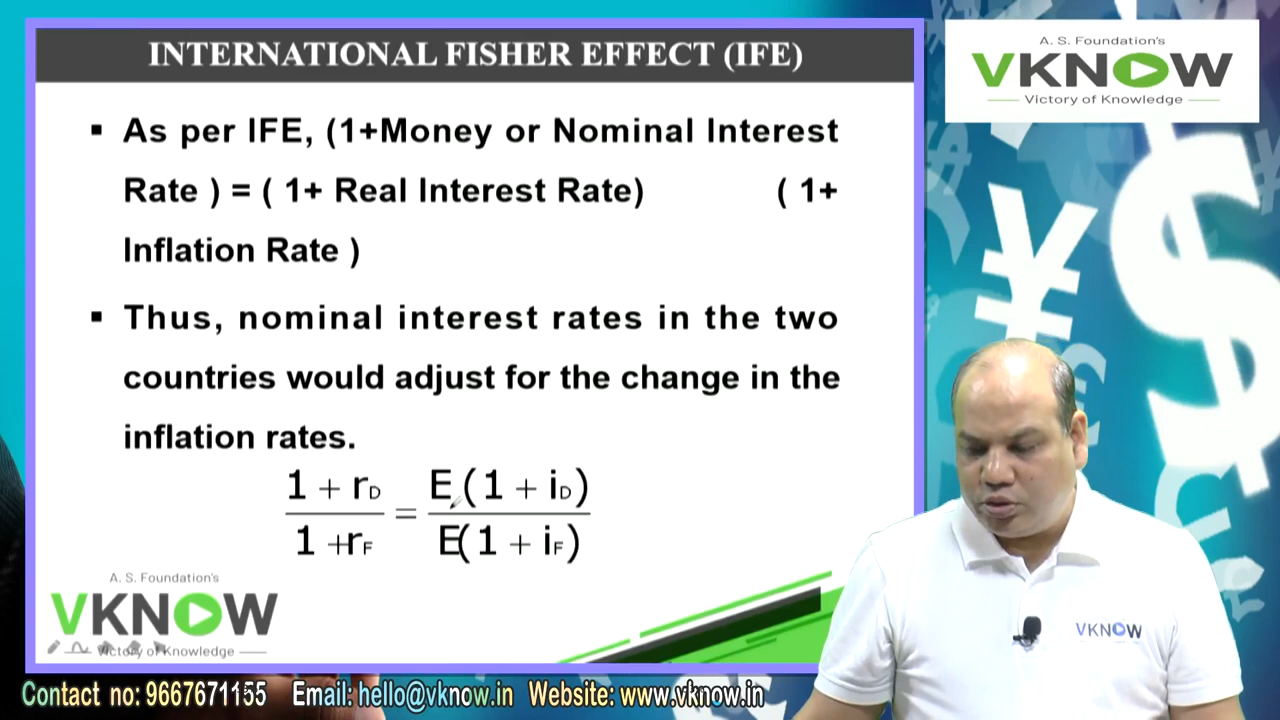 INTERNATIONAL FISHER EFFECT (IFE)
A. S. Foundation's
VKNOW
Victory of Knowledge
▪ As per IFE, (1+Money or Nominal Interest
Rate ) = ( 1+ Real Interest Rate) ( 1+
Inflation Rate )
▪ Thus, nominal interest rates in the two
countries would adjust for the change in the
inflation rates.
1 + rD / 1 +rF = E (1 + iD) / E(1 + iF)
A. S. Foundation's
VKNOW
Victory of Knowledge
VKNOW
Contact no: 9667671155 Email: hello@vknow.in Website: www.vknow.in